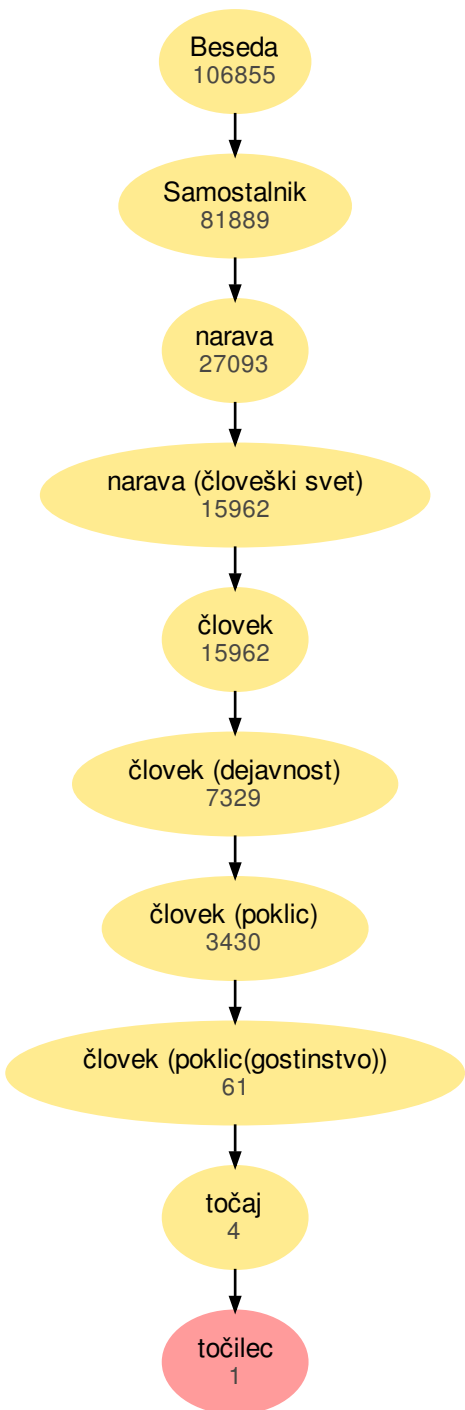 Beseda
106855
Samostalnik
81889
narava
27093
narava (človeški svet)
15962
človek
15962
človek (dejavnost)
7329
človek (poklic)
3430
človek (poklic(gostinstvo))
61
točaj
4
točilec
1